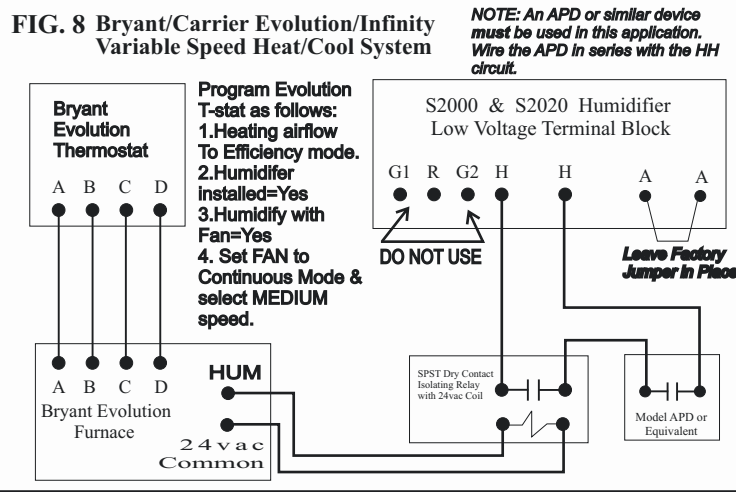 FIG. 8 Bryant/Carrier Evolution/Infinity
Variable Speed Heat/Cool System
NOTE: An APD or similar device
must be used in this application.
Wire the APD in series with the HH
circuit.
Bryant
Evolution
Thermostat
A B C D
Program Evolution
T-stat as follows:
1.Heating airflow
To Efficiency mode.
2.Humidifer
installed=Yes
3.Humidify with
Fan=Yes
4. Set FAN to
Continuous Mode &
select MEDIUM
speed.
S2000 & S2020 Humidifier
Low Voltage Terminal Block
G1 R G2 H H A A
DO NOT USE
Leave Factory
Jumper In Place
A B C D
Bryant Evolution
Furnace
HUM
24vac
Common
SPST Dry Contact
Isolating Relay
with 24vac Coil
Model APD or
Equivalent